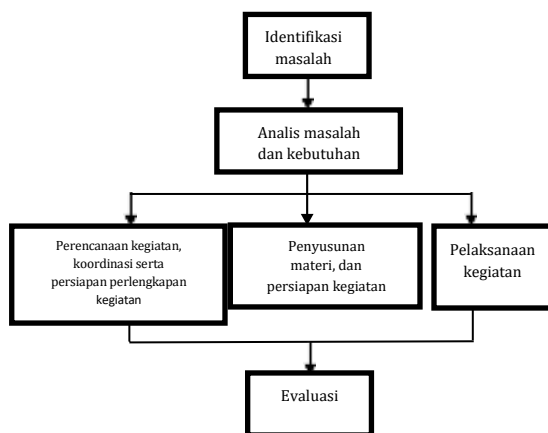 Identifikasi
masalah
Analis masalah
dan kebutuhan
Perencanaan kegiatan,
koordinasi serta
persiapan perlengkapan
kegiatan
Penyusunan
materi, dan
persiapan kegiatan
Pelaksanaan
kegiatan
Evaluasi